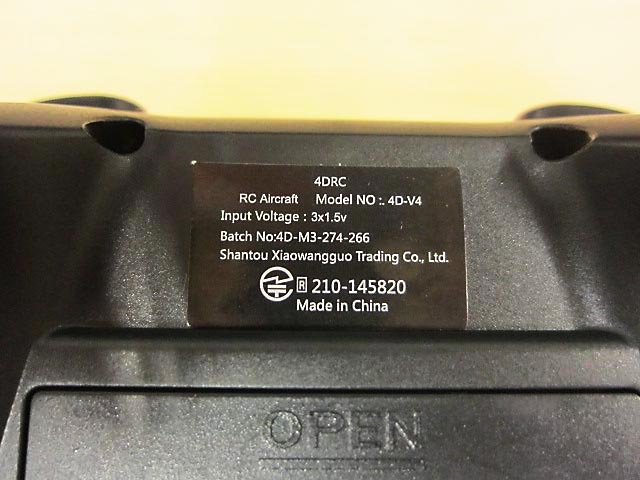 4DRC
RC Aircraft Model NO :. 4D-V4
Input Voltage : 3x1.5v
Batch No:4D-M3-274-266
Shantou Xiaowangguo Trading Co., Ltd.
R 210-145820
Made in China
OPEN